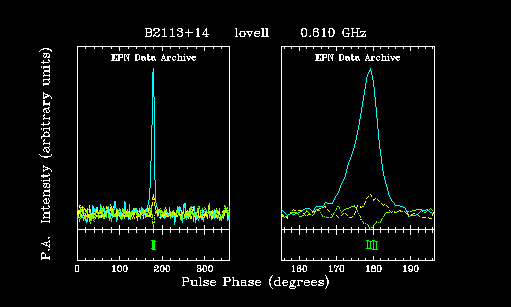 B2113+14 lovell 0.610 GHz
EPN Data Archive EPN Data Archive
P.A. Intensity (arbitrary units)
0 100 200 300 160 170 180 190
Pulse Phase (degrees)